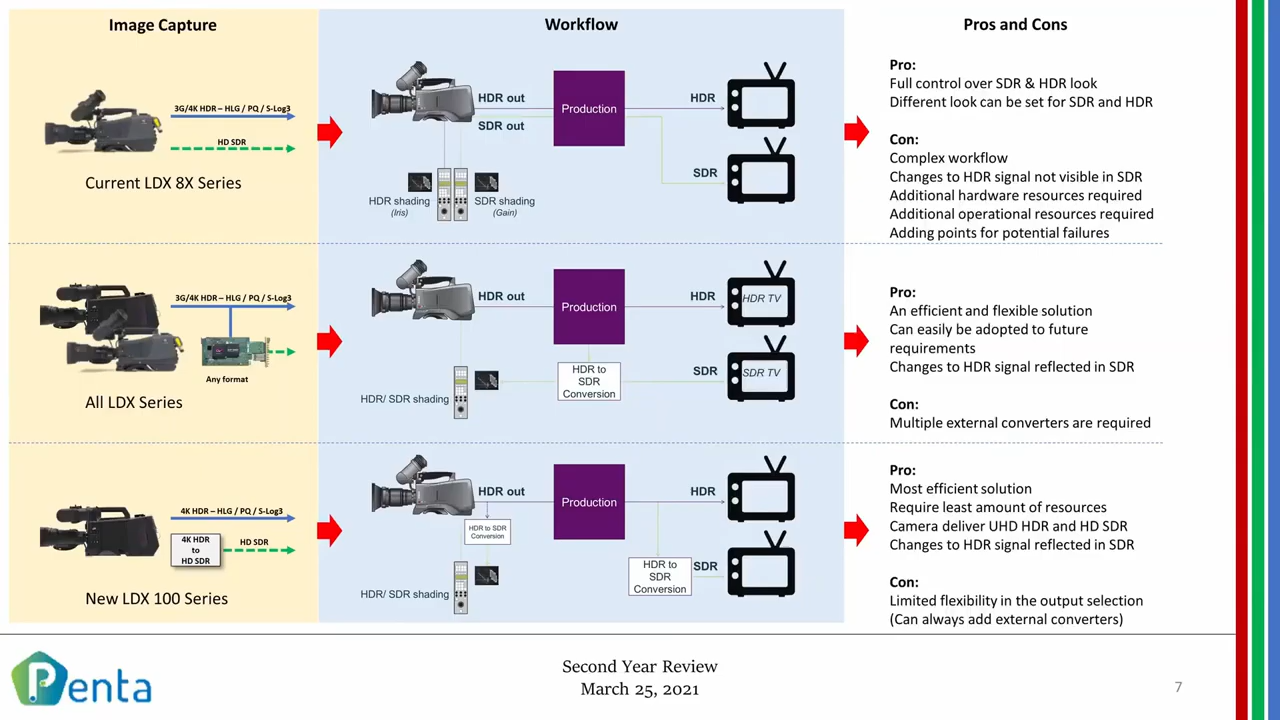 Image Capture
Workflow
Pros and Cons
3G/4K HDR – HLG / PQ / S-Log3
HD SDR
Current LDX 8X Series
HDR out
SDR out
Production
HDR
SDR
HDR shading
(Iris)
SDR shading
(Gain)
Pro:
Full control over SDR & HDR look
Different look can be set for SDR and HDR
Con:
Complex workflow
Changes to HDR signal not visible in SDR
Additional hardware resources required
Additional operational resources required
Adding points for potential failures
3G/4K HDR – HLG / PQ / S-Log3
Any format
All LDX Series
HDR out
Production
HDR
HDR TV
HDR to
SDR
Conversion
SDR
SDR TV
HDR/ SDR shading
Pro:
An efficient and flexible solution
Can easily be adopted to future
requirements
Changes to HDR signal reflected in SDR
Con:
Multiple external converters are required
4K HDR – HLG / PQ / S-Log3
4K HDR
to
HD SDR
HD SDR
New LDX 100 Series
HDR out
Production
HDR
HDR to SDR
Conversion
HDR to
SDR
Conversion
SDR
HDR/ SDR shading
Pro:
Most efficient solution
Require least amount of resources
Camera deliver UHD HDR and HD SDR
Changes to HDR signal reflected in SDR
Con:
Limited flexibility in the output selection
(Can always add external converters)
Penta
Second Year Review
March 25, 2021
7